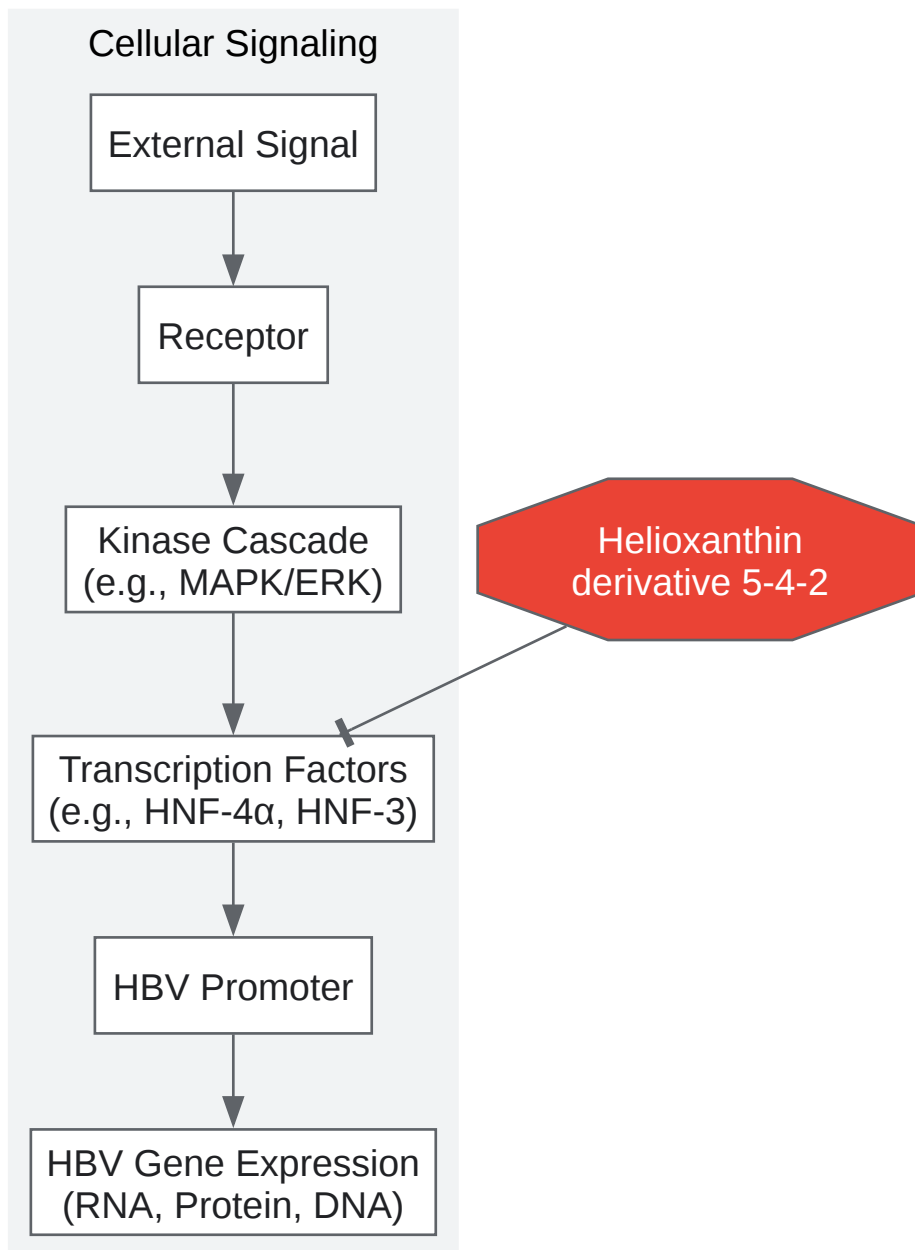 Cellular Signaling
External Signal
Receptor
Kinase Cascade
(e.g., MAPK/ERK)
Helioxanthin
derivative 5-4-2
Transcription Factors
(e.g., HNF-4α, HNF-3)
HBV Promoter
HBV Gene Expression
(RNA, Protein, DNA)